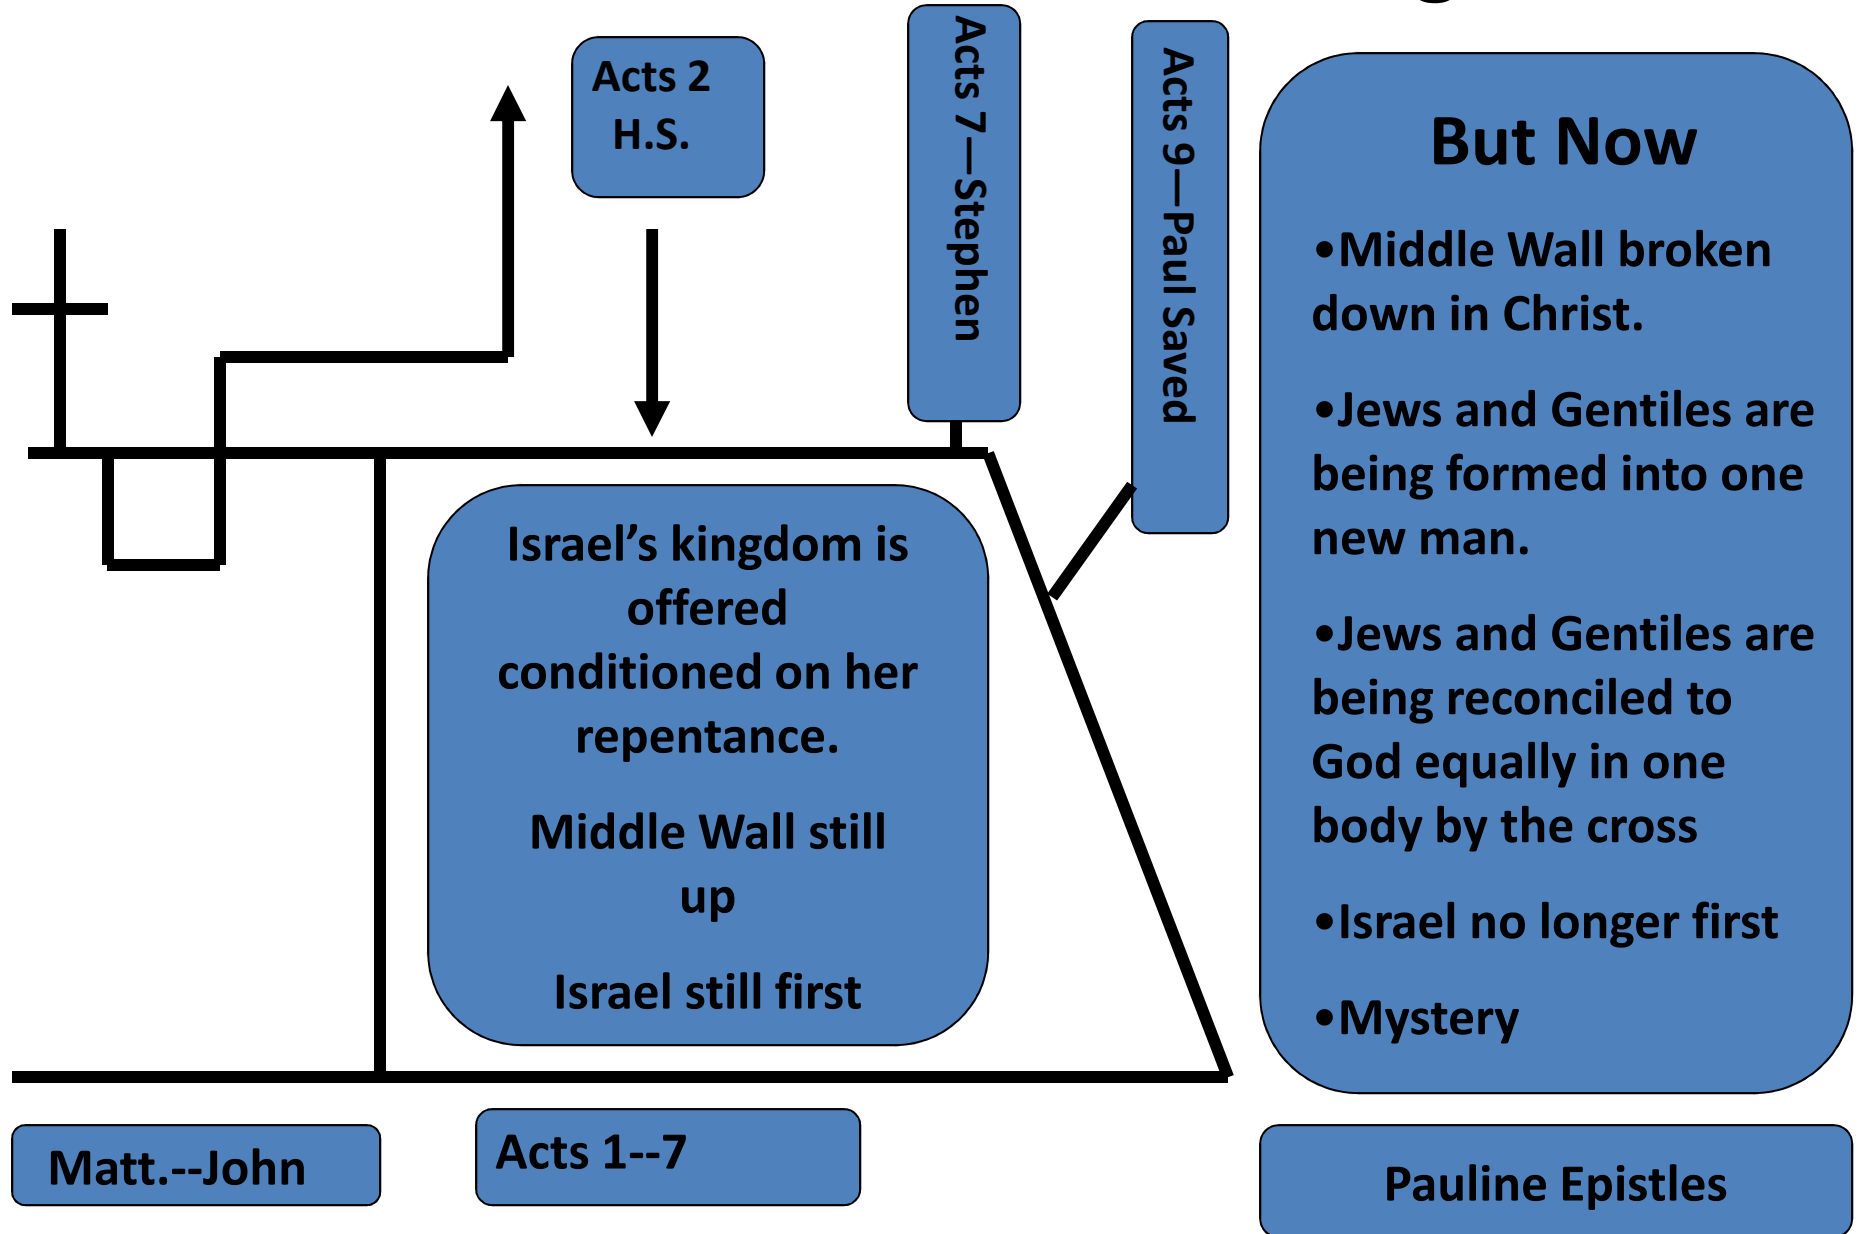 Acts 2
H.S.
Acts 7—Stephen
Acts 9—Paul Saved
But Now
•Middle Wall broken
down in Christ.
•Jews and Gentiles are
being formed into one
new man.
•Jews and Gentiles are
being reconciled to
God equally in one
body by the cross
•Israel no longer first
•Mystery
Israel’s kingdom is
offered
conditioned on her
repentance.
Middle Wall still
up
Israel still first
Matt.--John
Acts 1--7
Pauline Epistles